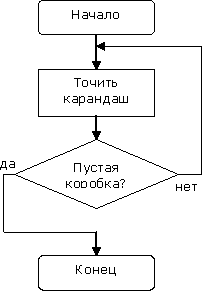 Начало
Точить
карандаш
Пустая
коробка?
да
нет
Конец